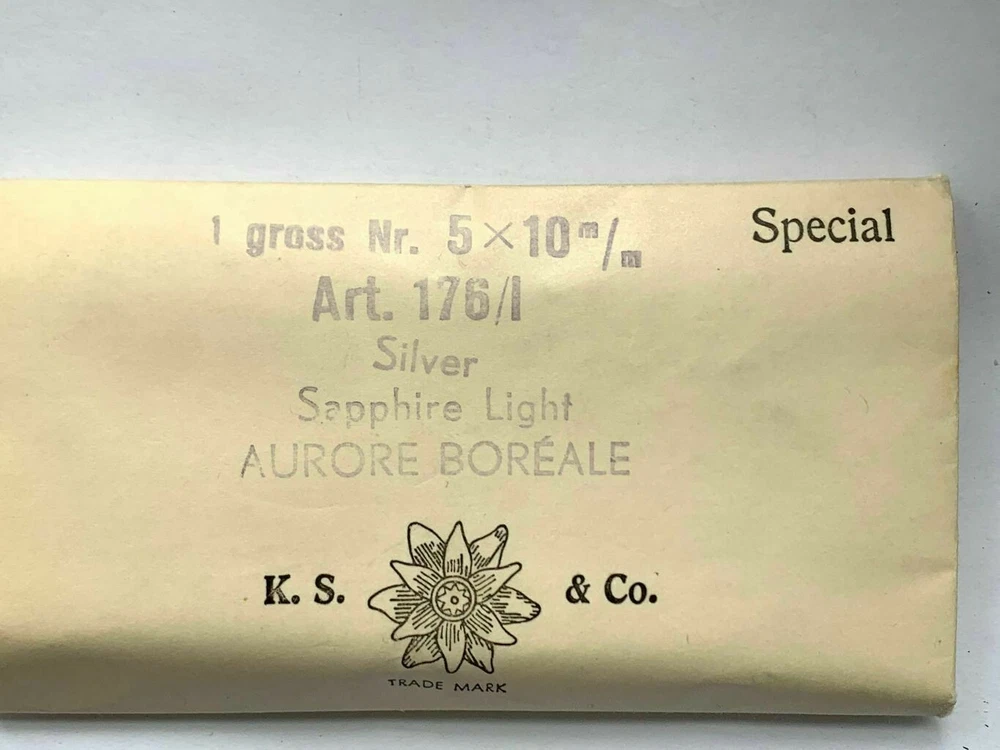 1 gross Nr. 5×10 m/m
Special
Art. 176/I
Silver
Sapphire Light
AURORE BORÉALE
K. S. & Co.
TRADE MARK